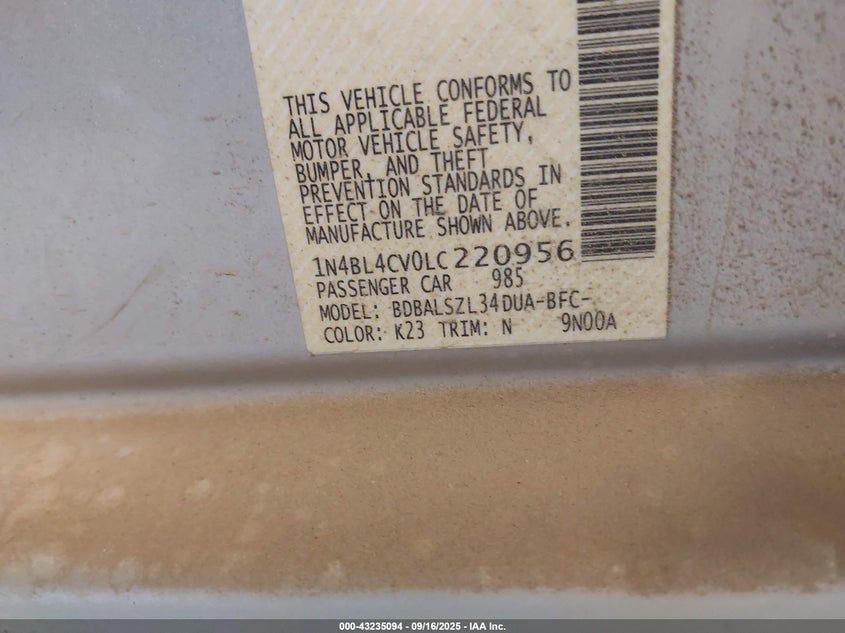 THIS VEHICLE CONFORMS TO
ALL APPLICABLE FEDERAL
MOTOR VEHICLE SAFETY,
BUMPER, AND THEFT
PREVENTION STANDARDS IN
EFFECT ON THE DATE OF
MANUFACTURE SHOWN ABOVE.
1N4BL4CV0LC220956
PASSENGER CAR 985
MODEL: BDBALSZL34DUA-BFC-
COLOR: K23 TRIM: N 9N00A
000-43235094 - 09/16/2025 - IAA Inc.